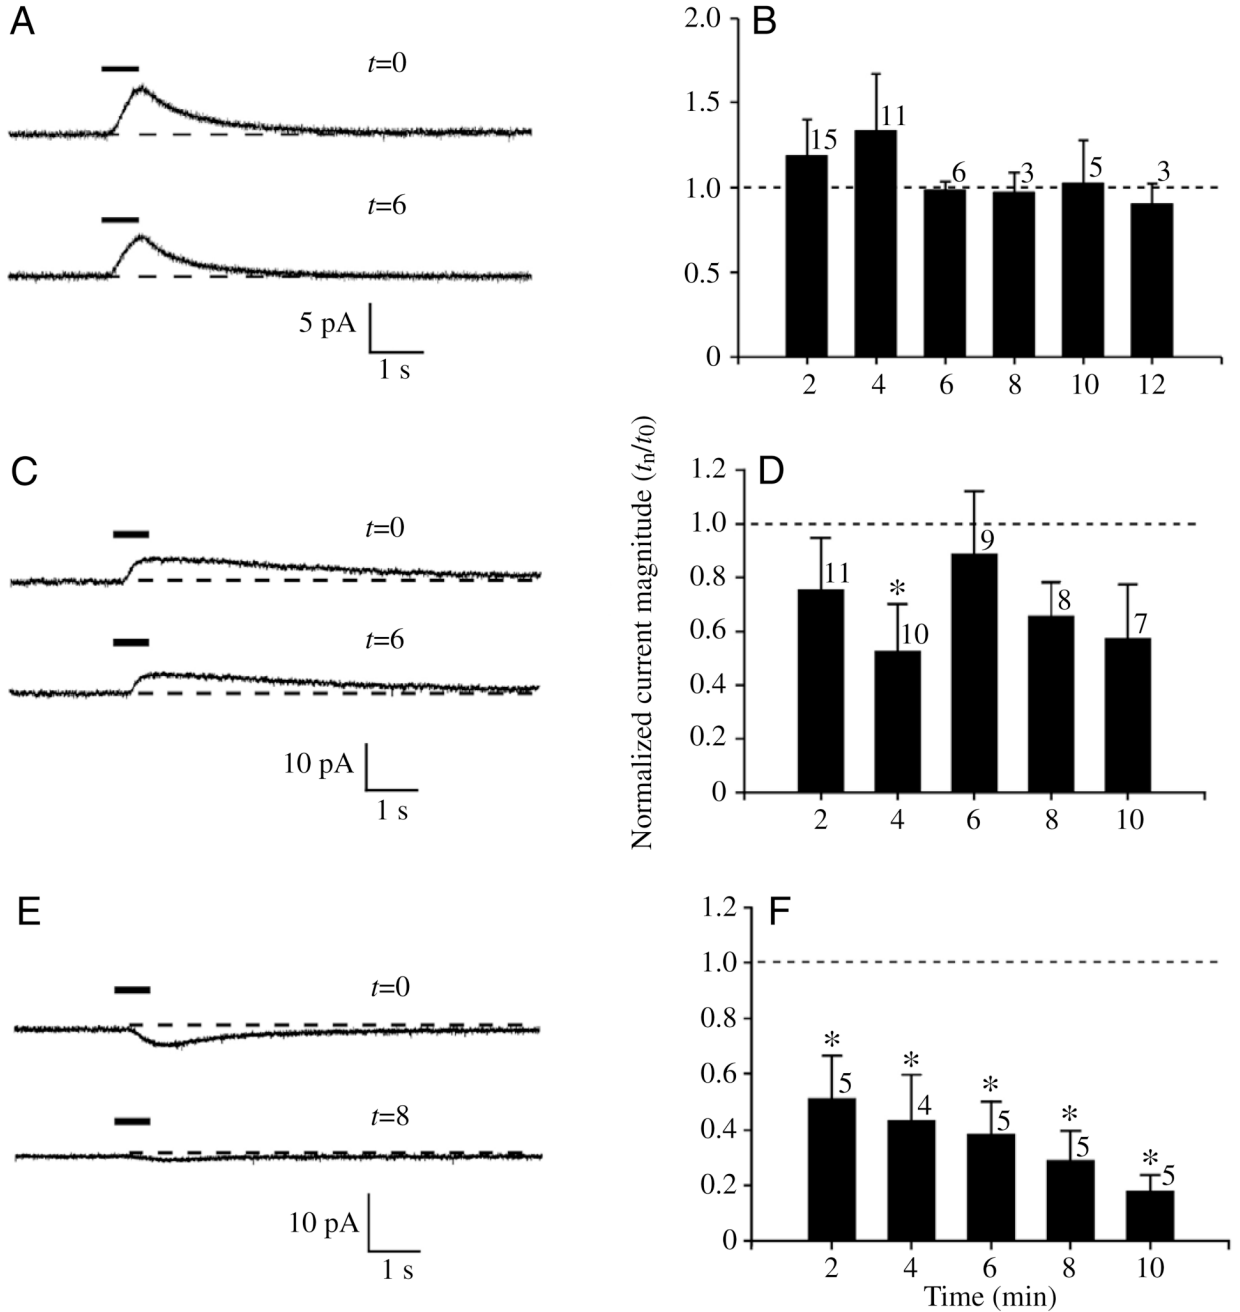 A
t=0
t=6
5 pA
1 s
B
2.0
1.5
1.0
0.5
0
15
11
6
3
5
3
2 4 6 8 10 12
C
t=0
t=6
10 pA
1 s
Normalized current magnitude (tn/t0)
D
1.2
1.0
0.8
0.6
0.4
0.2
0
11
*
10
9
8
7
2 4 6 8 10
E
t=0
t=8
10 pA
1 s
F
1.2
1.0
0.8
0.6
0.4
0.2
0
* * * * *
5 4 5 5 5
2 4 6 8 10
Time (min)